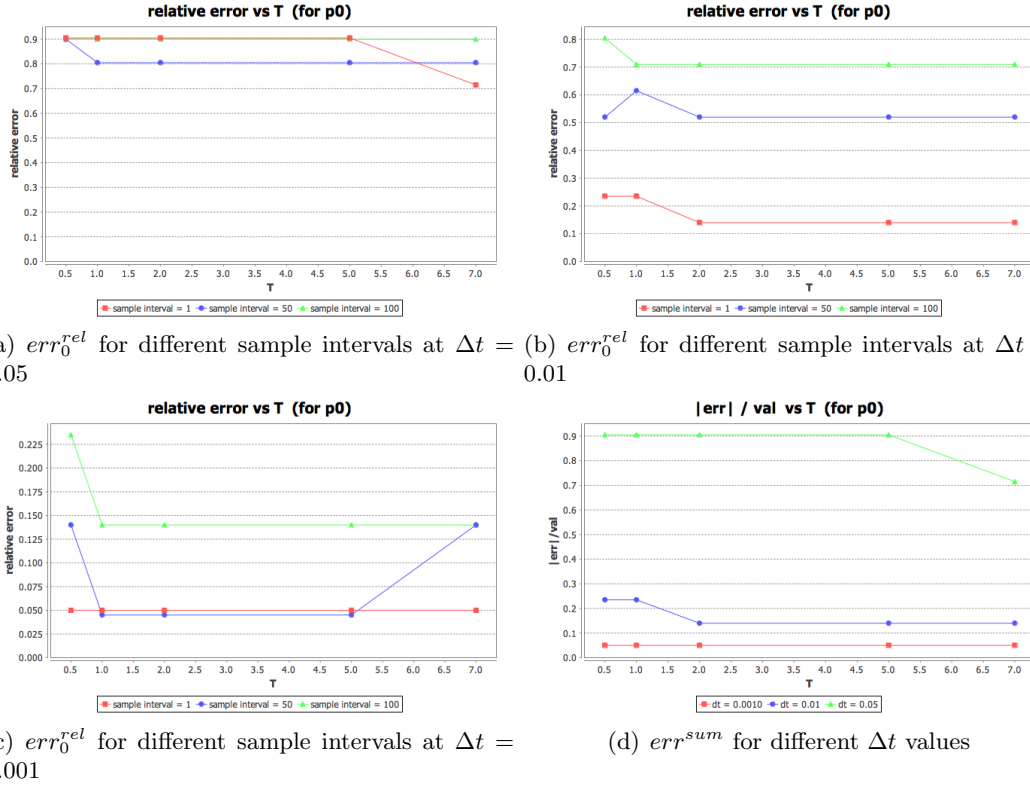 relative error vs T (for p0)
relative error
0.9
0.8
0.7
0.6
0.5
0.4
0.3
0.2
0.1
0.0
0.5 1.0 1.5 2.0 2.5 3.0 3.5 4.0 4.5 5.0 5.5 6.0 6.5 7.0
T
sample interval = 1 sample interval = 50 sample interval = 100
relative error vs T (for p0)
relative error
0.8
0.7
0.6
0.5
0.4
0.3
0.2
0.1
0.0
0.5 1.0 1.5 2.0 2.5 3.0 3.5 4.0 4.5 5.0 5.5 6.0 6.5 7.0
T
sample interval = 1 sample interval = 50 sample interval = 100
) err_0^{rel} for different sample intervals at Δt =
.05
(b) err_0^{rel} for different sample intervals at Δt
0.01
relative error vs T (for p0)
relative error
0.225
0.200
0.175
0.150
0.125
0.100
0.075
0.050
0.025
0.000
0.5 1.0 1.5 2.0 2.5 3.0 3.5 4.0 4.5 5.0 5.5 6.0 6.5 7.0
T
sample interval = 1 sample interval = 50 sample interval = 100
|err| / val vs T (for p0)
|err|/val
0.9
0.8
0.7
0.6
0.5
0.4
0.3
0.2
0.1
0.0
0.5 1.0 1.5 2.0 2.5 3.0 3.5 4.0 4.5 5.0 5.5 6.0 6.5 7.0
T
dt = 0.0010 dt = 0.01 dt = 0.05
) err_0^{rel} for different sample intervals at Δt =
.001
(d) err^{sum} for different Δt values